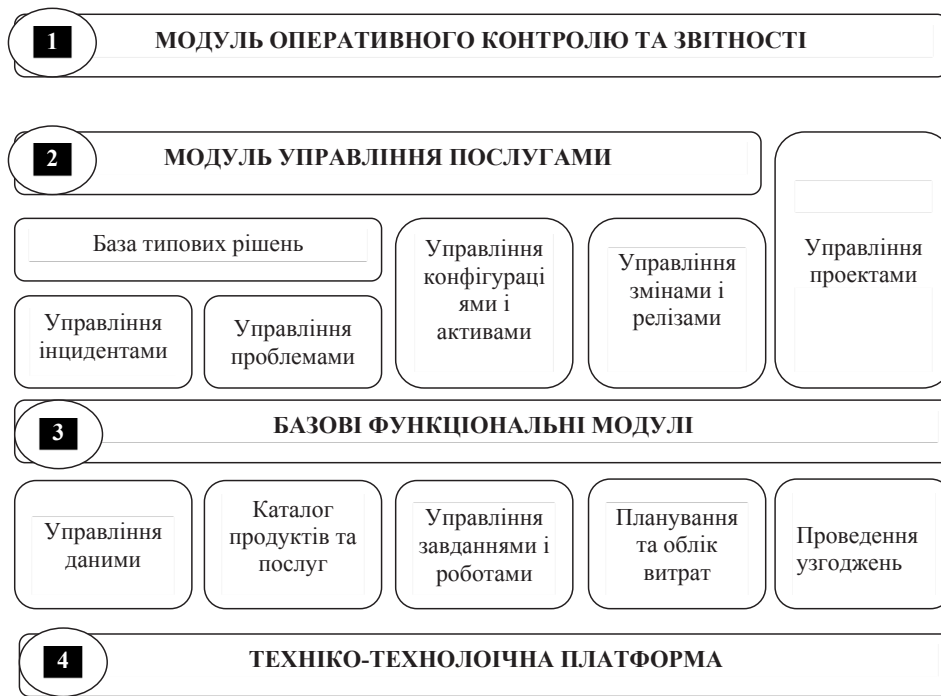 1
МОДУЛЬ ОПЕРАТИВНОГО КОНТРОЛЮ ТА ЗВІТНОСТІ
2
МОДУЛЬ УПРАВЛІННЯ ПОСЛУГАМИ
База типових рішень
Управління
інцидентами
Управління
проблемами
Управління
конфігураці
ями і
активами
Управління
змінами і
релізами
Управління
проектами
3
БАЗОВІ ФУНКЦІОНАЛЬНІ МОДУЛІ
Управління
даними
Каталог
продуктів та
послуг
Управління
завданнями і
роботами
Планування
та облік
витрат
Проведення
узгоджень
4
ТЕХНІКО-ТЕХНОЛОІЧНА ПЛАТФОРМА